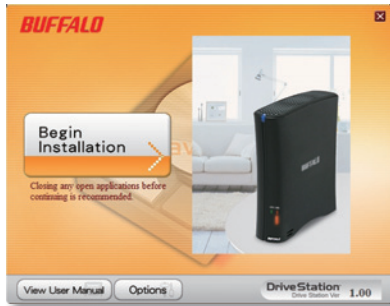 BUFFALO
Begin
Installation
Closing any open applications before
continuing is recommended.
BUFFALO
View User Manual
Options
DriveStation
Drive Station Ver 1.00